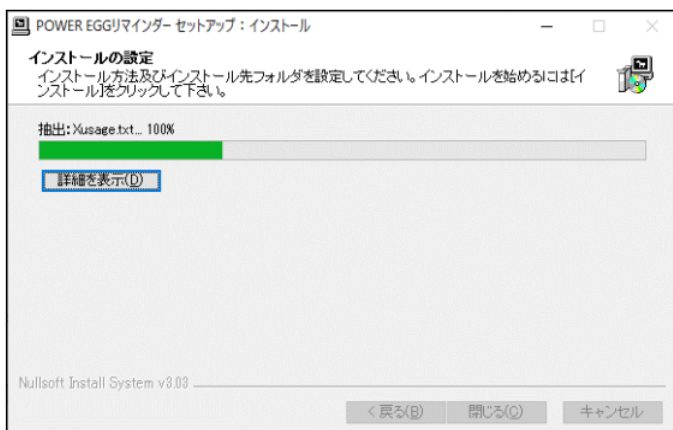 POWER EGGリマインダー セットアップ：インストール
インストールの設定
インストール方法及びインストール先フォルダを設定してください。インストールを始めるには[イ
ンストール]をクリックして下さい。
抽出: Xusage.txt... 100%
詳細を表示(D)
Nullsoft Install System v3.03
< 戻る(B)
閉じる(C)
キャンセル